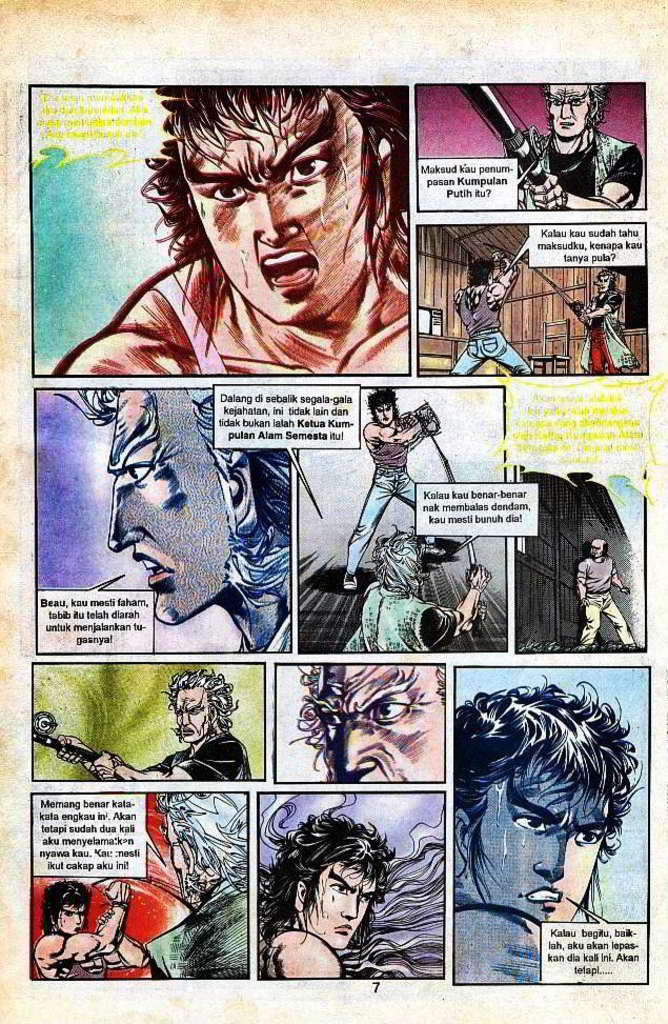 Maksud kau penum-
pasan Kumpulan
Putih itu?
Kalau kau sudah tahu
maksudku, kenapa kau
tanya pula?
Beau, kau mesti faham,
tabib itu telah diarah
untuk menjalankan tu-
gasnya!
Dalang di sebalik segala-gala
kejahatan, ini tidak lain dan
tidak bukan ialah Ketua Kum-
pulan Alam Semesta itu!
Kalau kau benar-benar
nak membalas dendam,
kau mesti bunuh dia!
Memang benar kata-
kata engkau ini. Akan
tetapi sudah dua kali
aku menyelamatkan
nyawa kau. Kau mesti
ikut cakap aku ini!
Kalau begitu, baik-
lah, aku akan lepas-
kan dia kali ini. Akan
tetapi.....
7